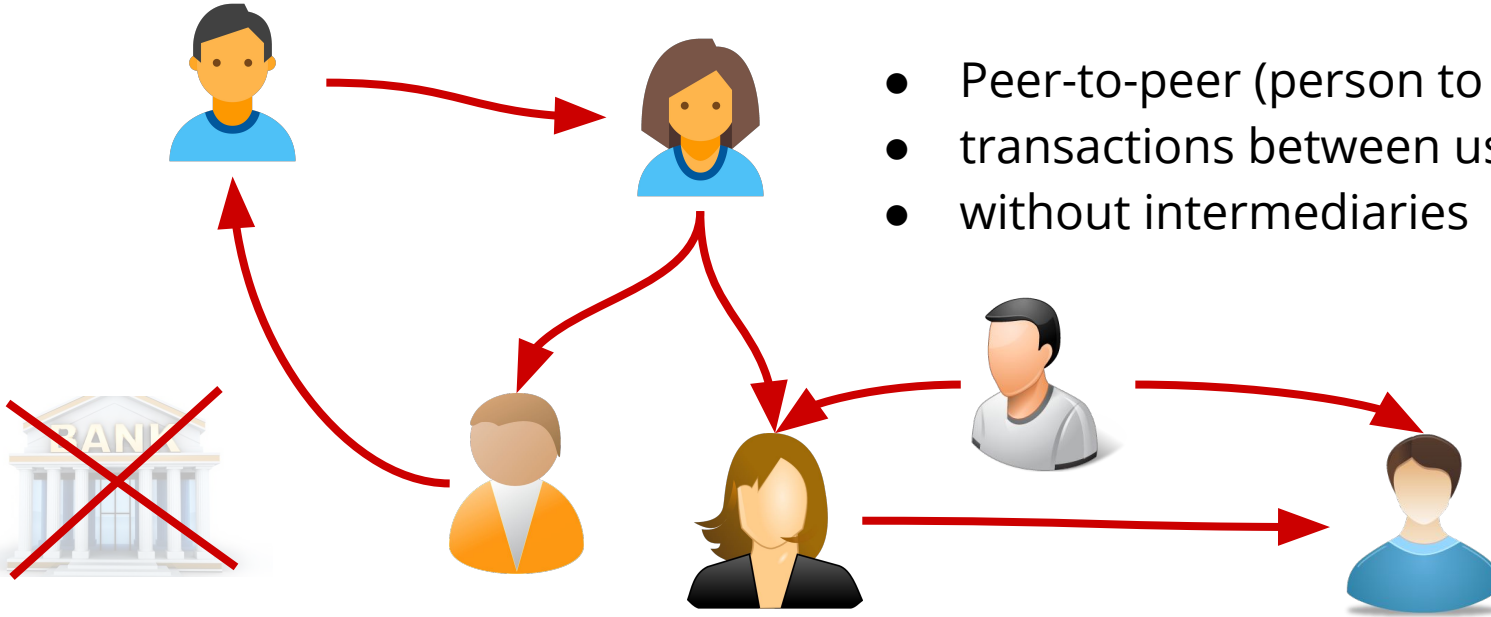 ● Peer-to-peer (person to
● transactions between us
● without intermediaries
BANK